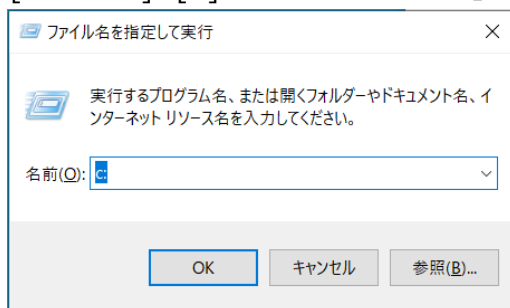 ファイル名を指定して実行
実行するプログラム名、または開くフォルダーやドキュメント名、イ
ンターネット リソース名を入力してください。
名前(O):
c:
OK
キャンセル
参照(B)...